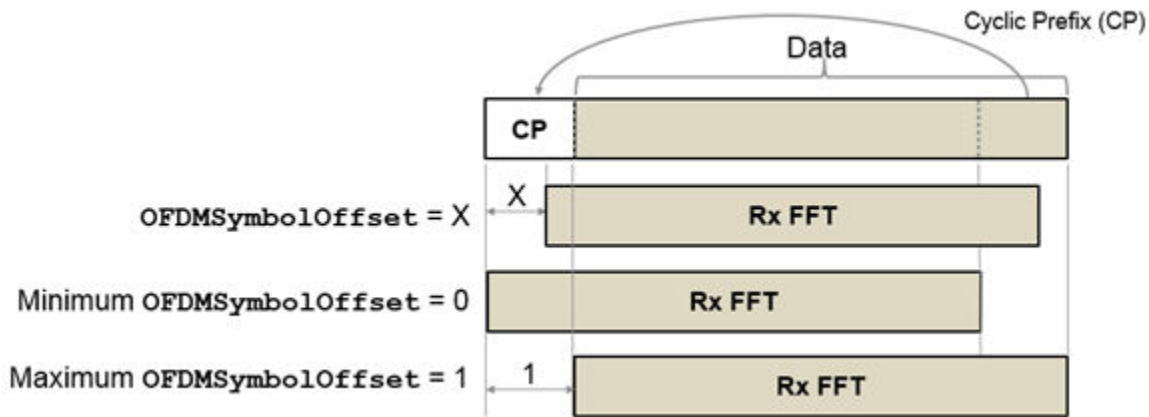 Cyclic Prefix (CP)
Data
CP
X
OFDMSymbolOffset = X
Rx FFT
Minimum OFDMSymbolOffset = 0
Rx FFT
Maximum OFDMSymbolOffset = 1
1
Rx FFT